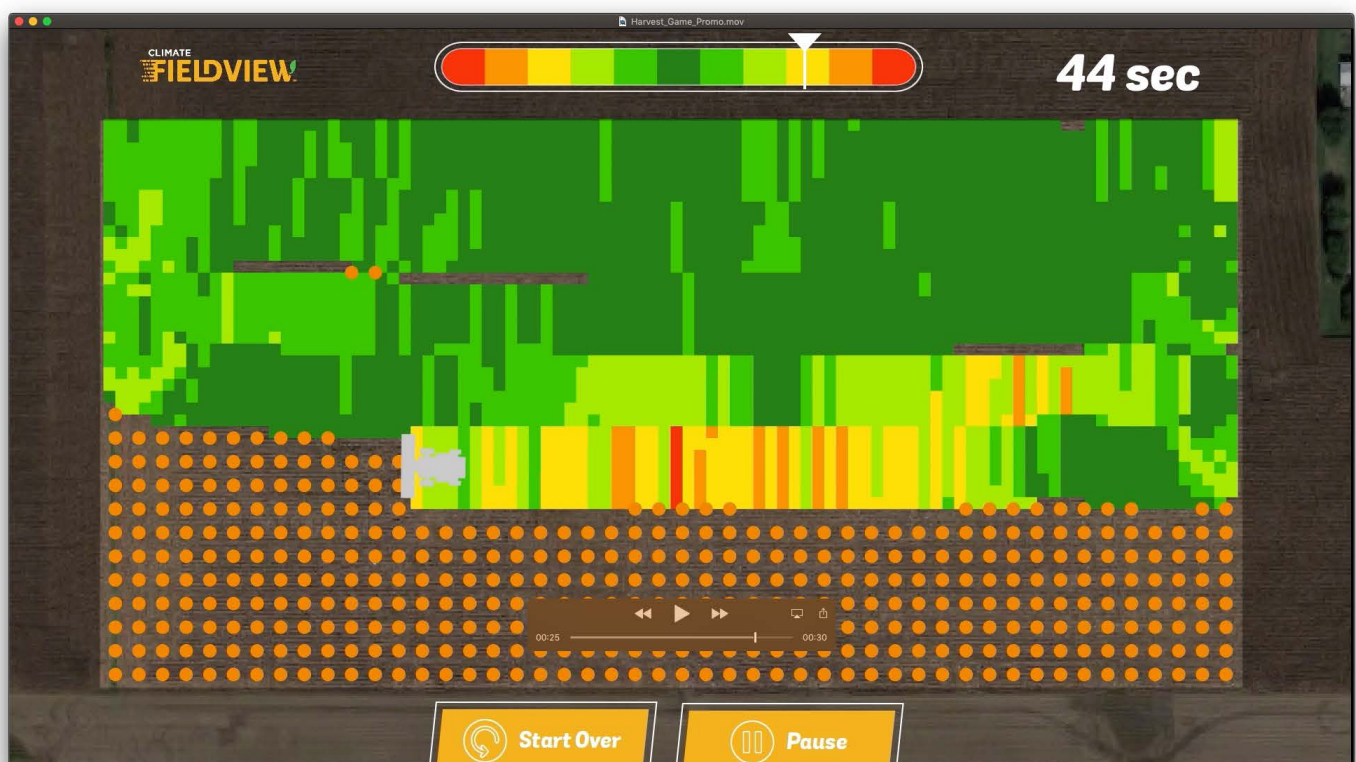 Harvest_Game_Promo.mov
CLIMATE
FIELDVIEW
44 sec
00:25
00:30
Start Over
Pause